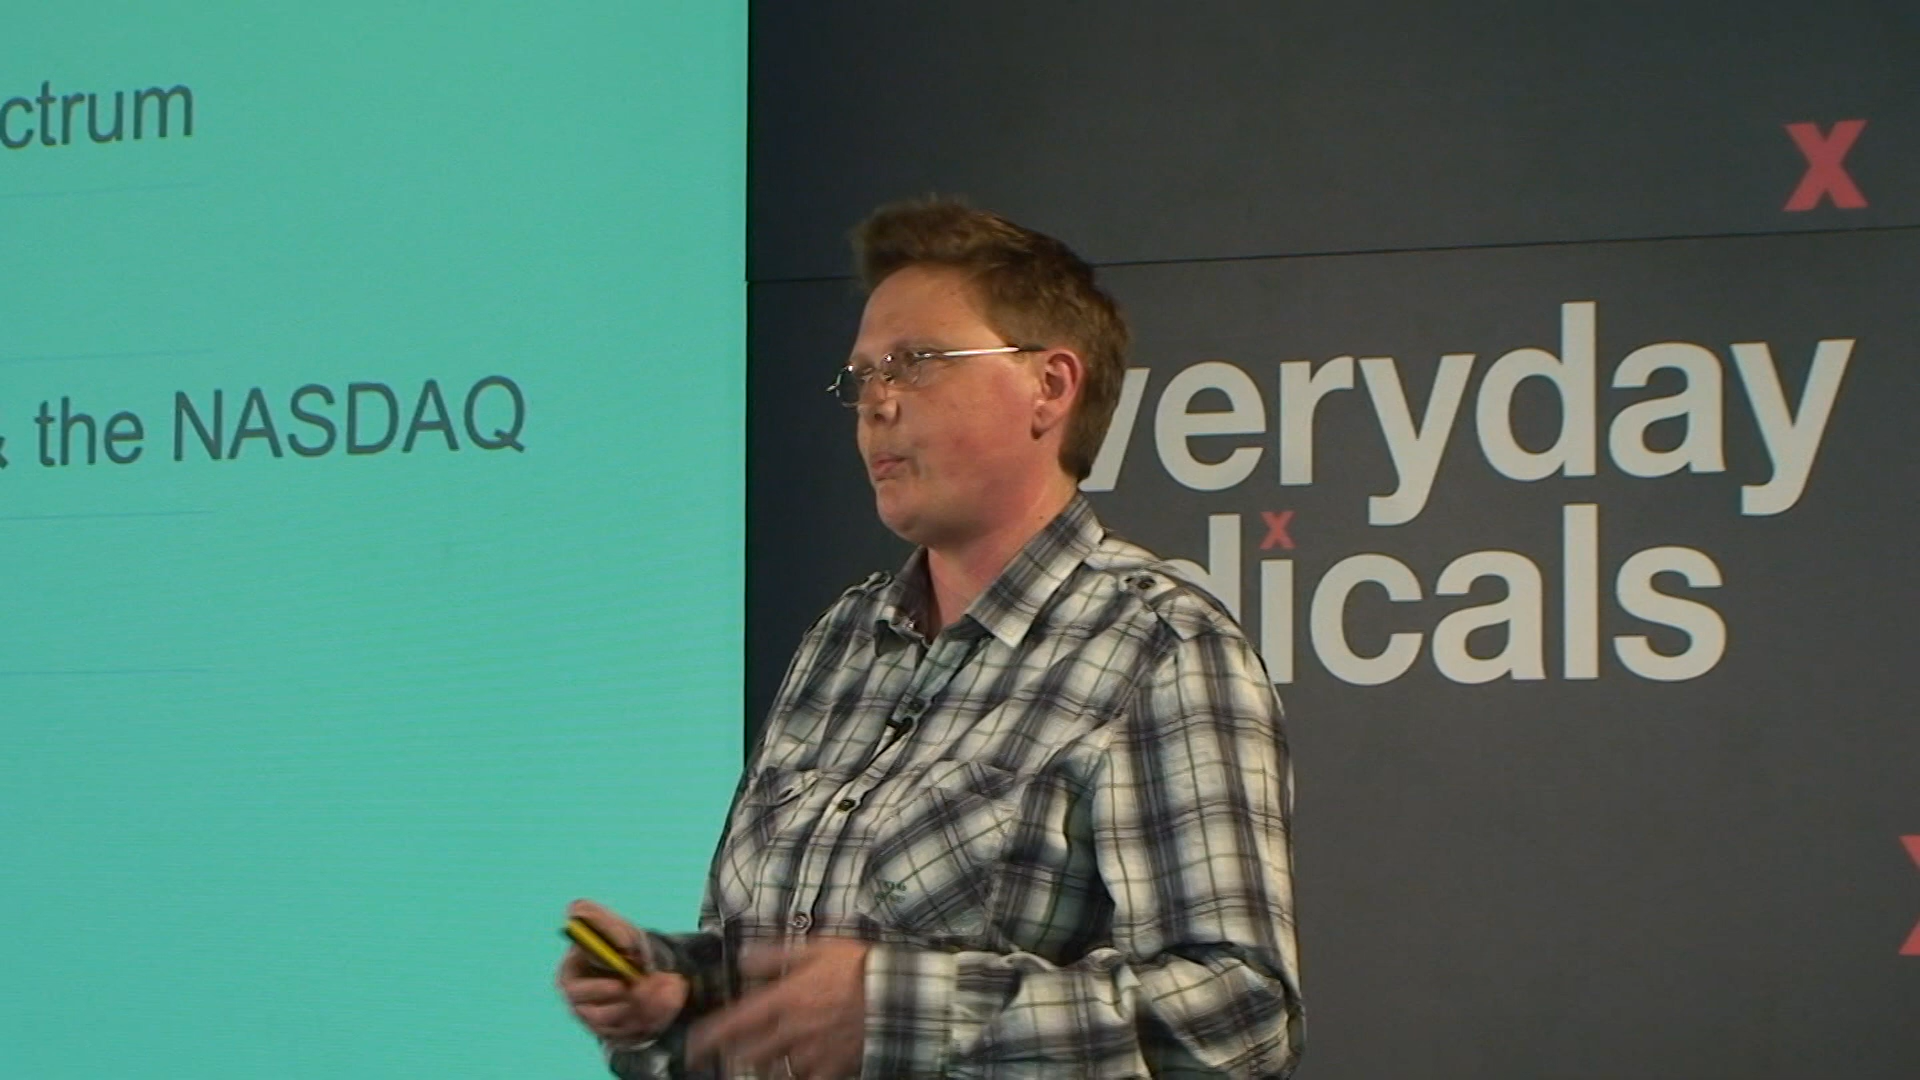 ctrum
& the NASDAQ
x
veryday
dicals